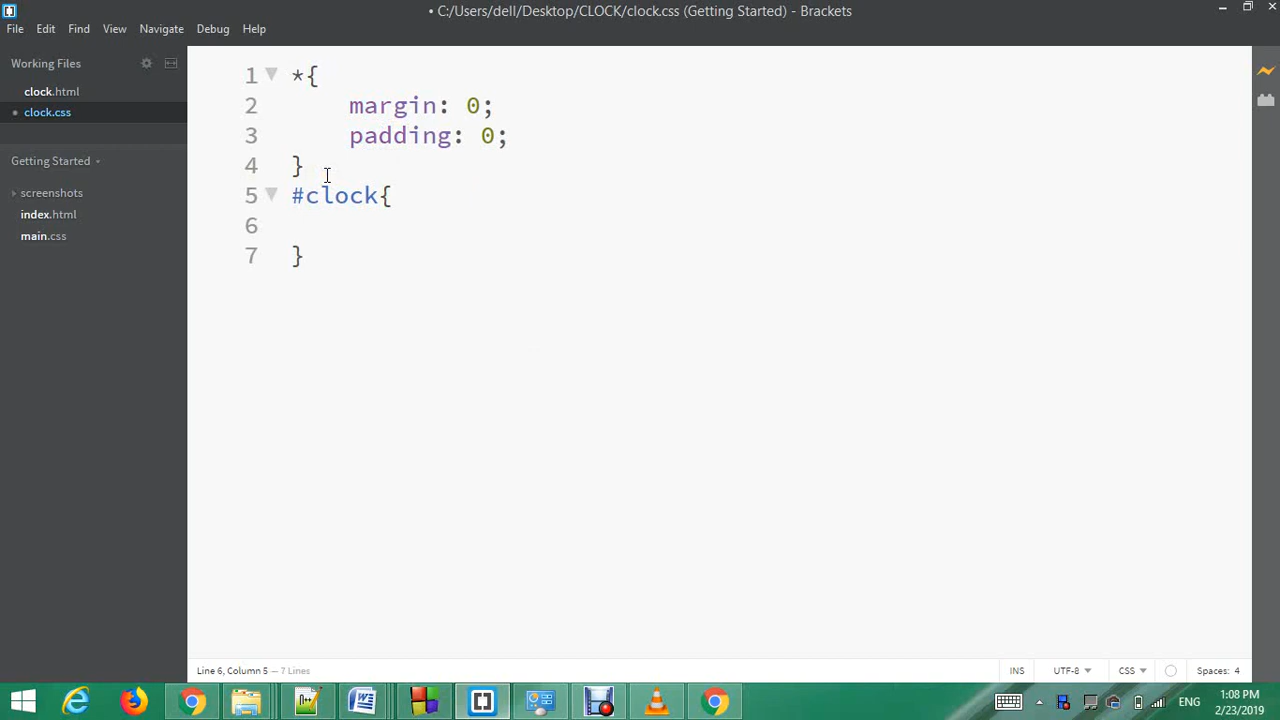 • C:/Users/dell/Desktop/CLOCK/clock.css (Getting Started) - Brackets
File Edit Find View Navigate Debug Help
Working Files
clock.html
clock.css
Getting Started
screenshots
index.html
main.css
1 *{
2 margin: 0;
3 padding: 0;
4 }
5 #clock{
6
7 }
Line 6, Column 5 — 7 Lines
INS UTF-8 CSS Spaces: 4
ENG
1:08 PM
2/23/2019